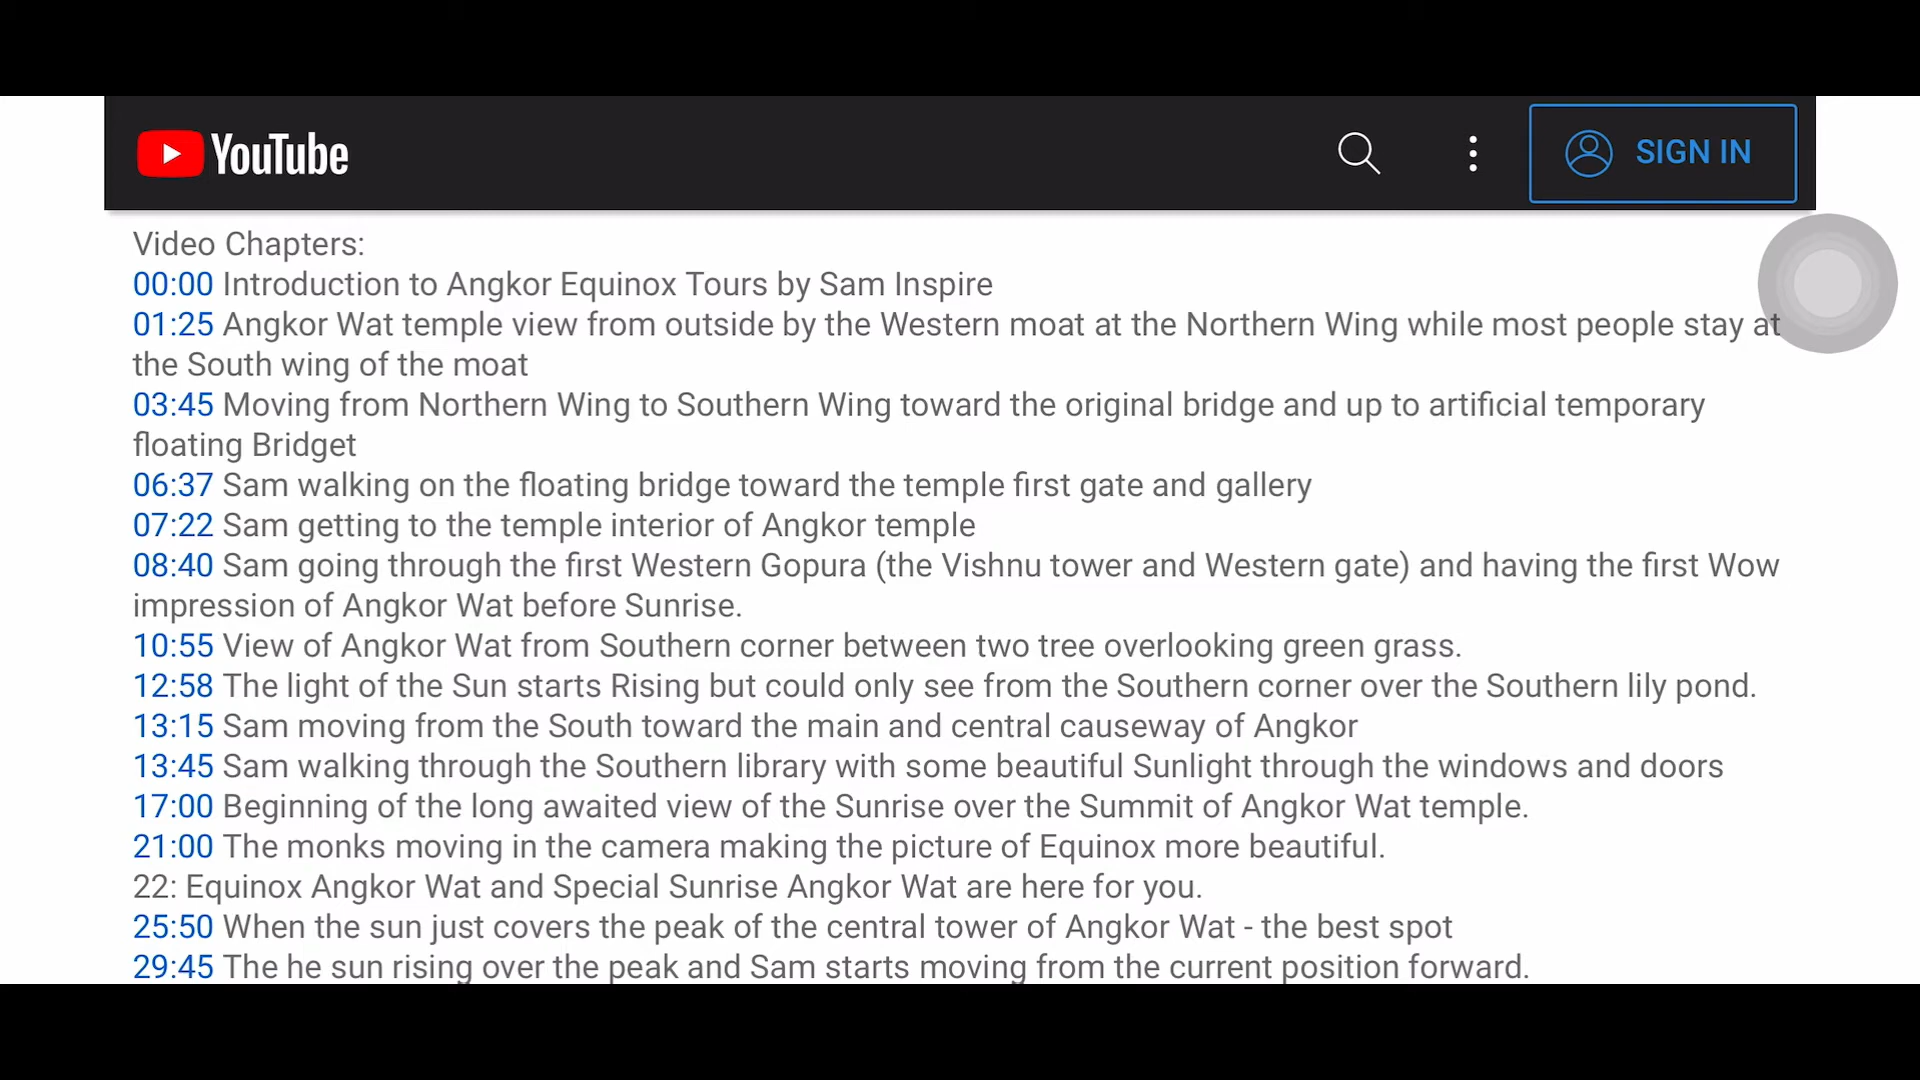 YouTube
SIGN IN
Video Chapters:
00:00 Introduction to Angkor Equinox Tours by Sam Inspire
01:25 Angkor Wat temple view from outside by the Western moat at the Northern Wing while most people stay at
the South wing of the moat
03:45 Moving from Northern Wing to Southern Wing toward the original bridge and up to artificial temporary
floating Bridget
06:37 Sam walking on the floating bridge toward the temple first gate and gallery
07:22 Sam getting to the temple interior of Angkor temple
08:40 Sam going through the first Western Gopura (the Vishnu tower and Western gate) and having the first Wow
impression of Angkor Wat before Sunrise.
10:55 View of Angkor Wat from Southern corner between two tree overlooking green grass.
12:58 The light of the Sun starts Rising but could only see from the Southern corner over the Southern lily pond.
13:15 Sam moving from the South toward the main and central causeway of Angkor
13:45 Sam walking through the Southern library with some beautiful Sunlight through the windows and doors
17:00 Beginning of the long awaited view of the Sunrise over the Summit of Angkor Wat temple.
21:00 The monks moving in the camera making the picture of Equinox more beautiful.
22: Equinox Angkor Wat and Special Sunrise Angkor Wat are here for you.
25:50 When the sun just covers the peak of the central tower of Angkor Wat - the best spot
29:45 The he sun rising over the peak and Sam starts moving from the current position forward.